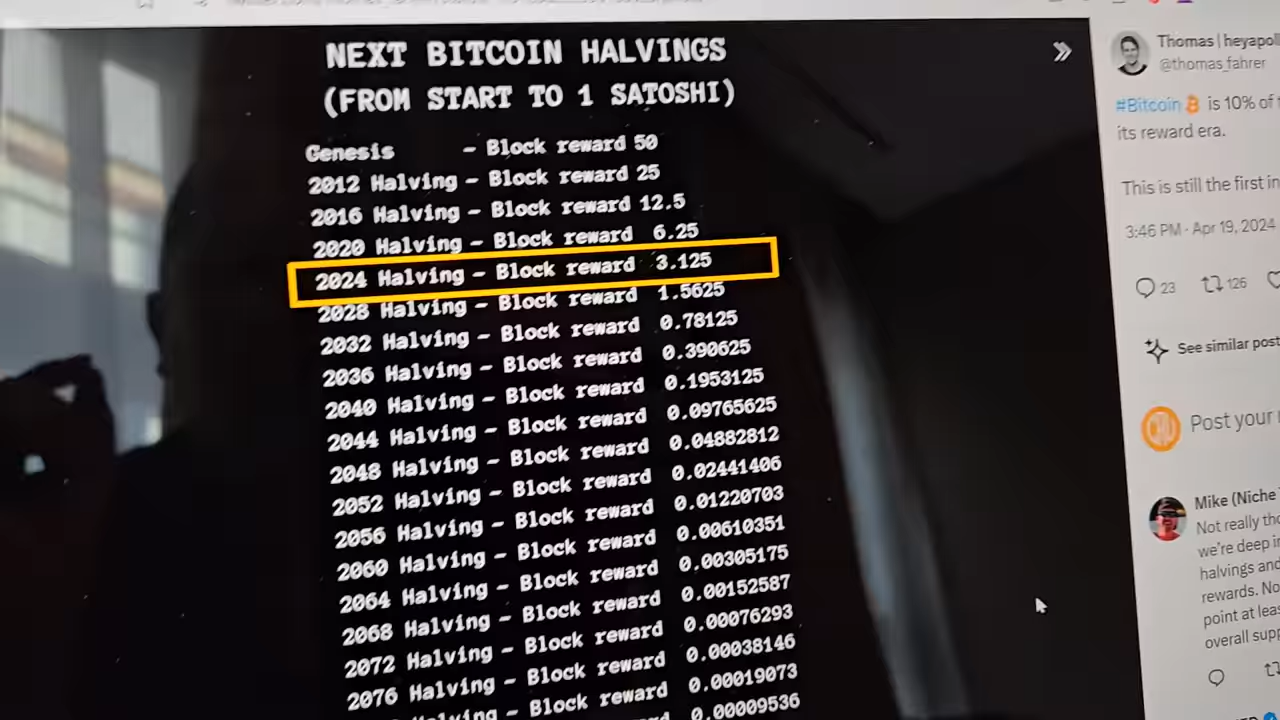 NEXT BITCOIN HALVINGS
(FROM START TO 1 SATOSHI)
Genesis - Block reward 50
2012 Halving - Block reward 25
2016 Halving - Block reward 12.5
2020 Halving - Block reward 6.25
2024 Halving - Block reward 3.125
2028 Halving - Block reward 1.5625
2032 Halving - Block reward 0.78125
2036 Halving - Block reward 0.390625
2040 Halving - Block reward 0.1953125
2044 Halving - Block reward 0.09765625
2048 Halving - Block reward 0.04882812
2052 Halving - Block reward 0.02441406
2056 Halving - Block reward 0.01220703
2060 Halving - Block reward 0.00610351
2064 Halving - Block reward 0.00305175
2068 Halving - Block reward 0.00152587
2072 Halving - Block reward 0.00076293
2076 Halving - Block reward 0.00038146
Halving - Block reward 0.00019073
0.00009536
Thomas | heyapol
@thomas_fahrer
#Bitcoin is 10% of
its reward era.
This is still the first in
3:46 PM · Apr 19, 2024
23 126
See similar post
Post your
Mike (Niche
Not really tho
we're deep in
halvings and
rewards. No
point at leas
overall supp